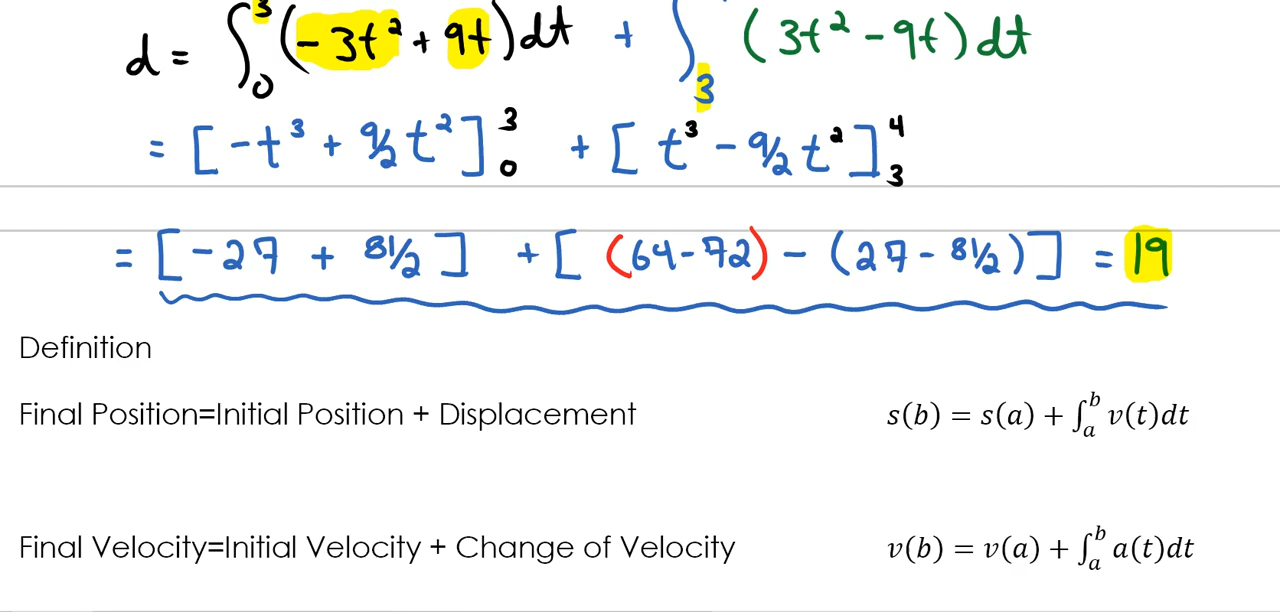 d = ∫₀³ (-3t² + 9t) dt + ∫₃ (3t² - 9t) dt
= [-t³ + 9/2 t²]₀³ + [t³ - 9/2 t²]₃⁴
= [-27 + 81/2] + [(64-72) - (27 - 81/2)] = 19
Definition
Final Position=Initial Position + Displacement s(b) = s(a) + ∫ₐᵇ v(t)dt
Final Velocity=Initial Velocity + Change of Velocity v(b) = v(a) + ∫ₐᵇ a(t)dt